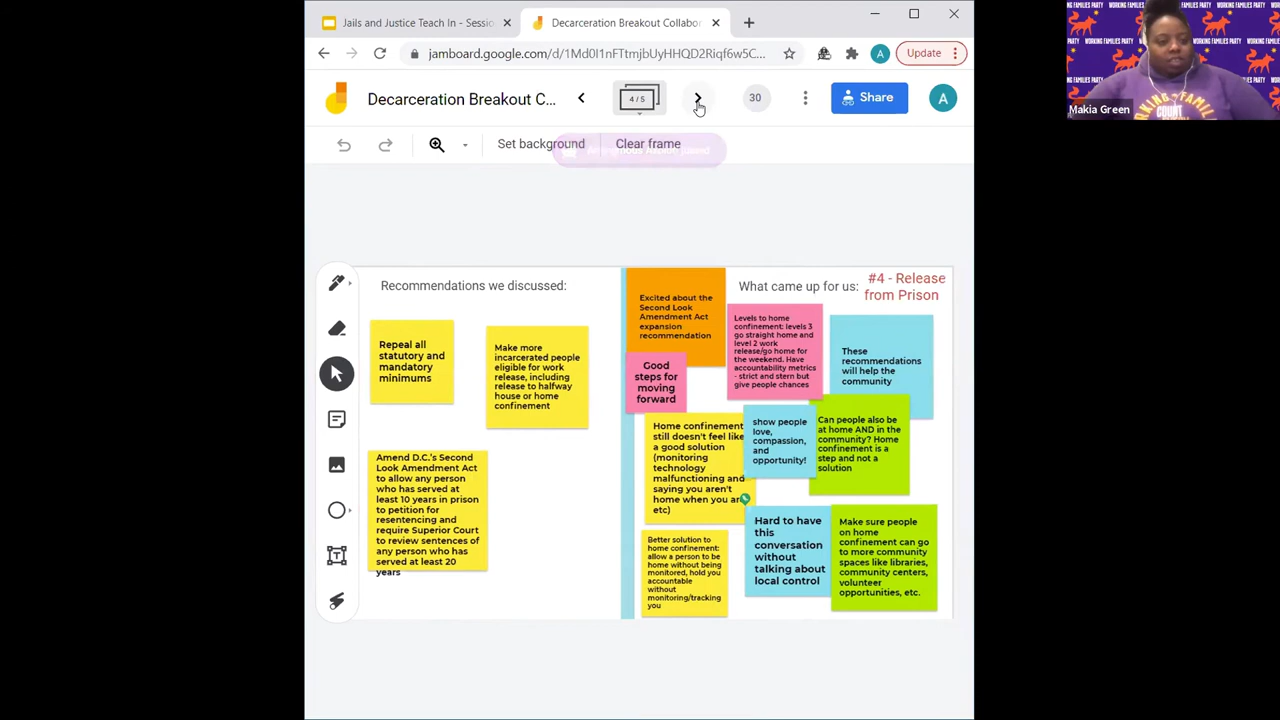 Jails and Justice Teach In - Sessio
Decarceration Breakout Collabor
jamboard.google.com/d/1Md0l1nFTtmjbUyHHQD2Riqf6w5C...
A
Update
Decarceration Breakout C...
4 / 5
30
Share
A
Set background
Clear frame
Recommendations we discussed:
Repeal all
statutory and
mandatory
minimums
Make more
incarcerated people
eligible for work
release, including
release to halfway
house or home
confinement
Amend D.C.'s Second
Look Amendment Act
to allow any person
who has served at
least 10 years in prison
to petition for
resentencing and
require Superior Court
to review sentences of
any person who has
served at least 20
years
What came up for us:
#4 - Release
from Prison
Excited about the
Second Look
Amendment Act
expansion
recommendation
Levels to home
confinement: levels 3
go straight home and
level 2 work
release/go home for
the weekend. Have
accountability metrics
- strict and stern but
give people chances
These
recommendations
will help the
community
Good
steps for
moving
forward
Home confinement
still doesn't feel like
a good solution
(monitoring
technology
malfunctioning and
saying you aren't
home when you are
etc)
show people
love,
compassion,
and
opportunity!
Can people also be
at home AND in the
community? Home
confinement is a
step and not a
solution
Better solution to
home confinement:
allow a person to be
home without being
monitored, hold you
accountable
without
monitoring/tracking
you
Hard to have
this
conversation
without
talking about
local control
Make sure people
on home
confinement can go
to more community
spaces like libraries,
community centers,
volunteer
opportunities, etc.
WORKING FAMILIES PARTY
WORKING FAMILIES PARTY
COUNT
Makia Green